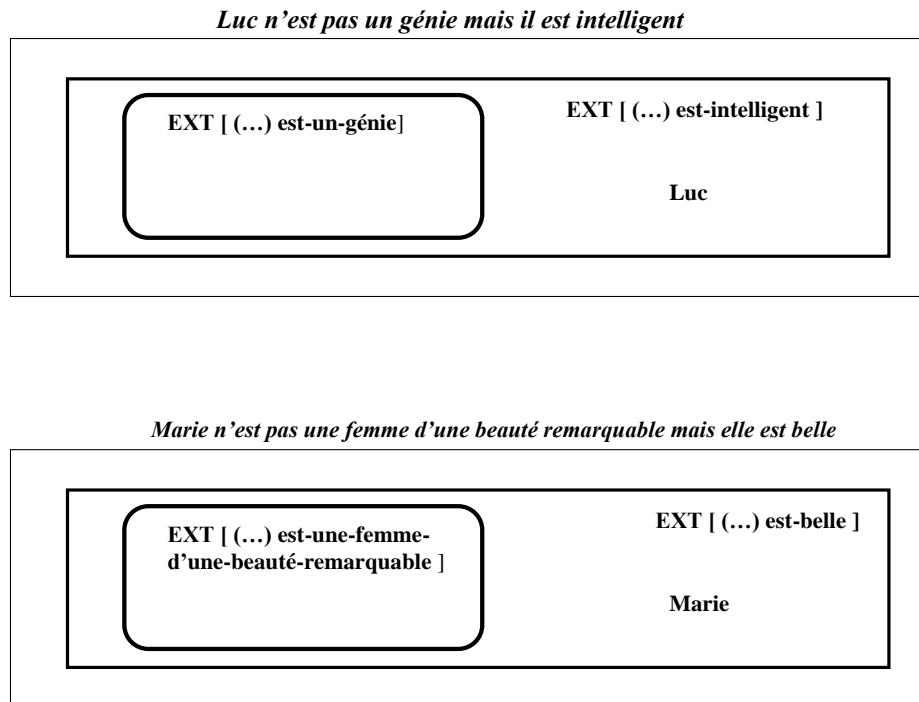 Luc n’est pas un génie mais il est intelligent
EXT [ (…) est-un-génie]
EXT [ (…) est-intelligent ]
Luc
Marie n’est pas une femme d’une beauté remarquable mais elle est belle
EXT [ (…) est-une-femme-
d’une-beauté-remarquable ]
EXT [ (…) est-belle ]
Marie